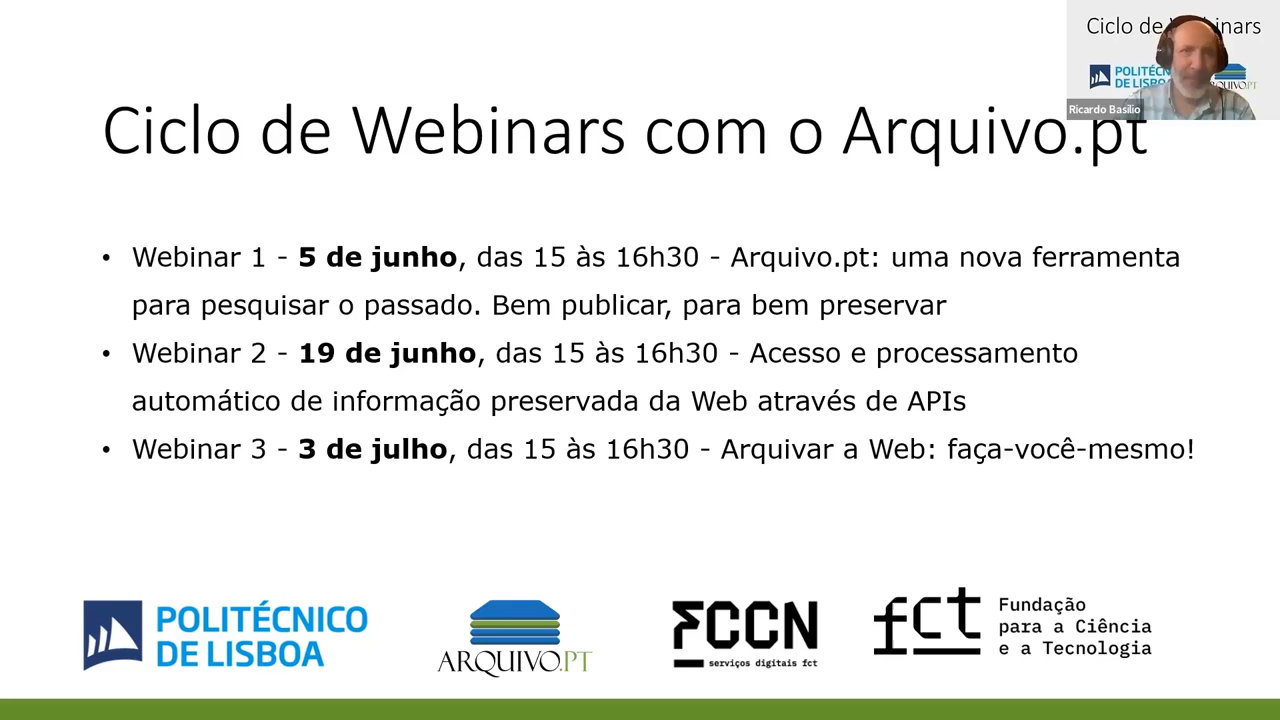 Ciclo de Webinars com o Arquivo.pt
Ricardo Basílio
• Webinar 1 - 5 de junho, das 15 às 16h30 - Arquivo.pt: uma nova ferramenta
para pesquisar o passado. Bem publicar, para bem preservar
• Webinar 2 - 19 de junho, das 15 às 16h30 - Acesso e processamento
automático de informação preservada da Web através de APIs
• Webinar 3 - 3 de julho, das 15 às 16h30 - Arquivar a Web: faça-você-mesmo!
POLITÉCNICO
DE LISBOA
ARQUIVO.PT
FCCN
serviços digitais fct
fct
Fundação
para a Ciência
e a Tecnologia